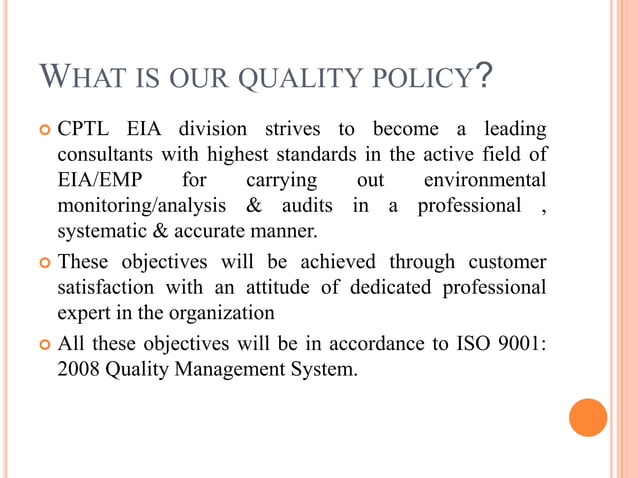 WHAT IS OUR QUALITY POLICY?
CPTL EIA division strives to become a leading
consultants with highest standards in the active field of
EIA/EMP for carrying out environmental
monitoring/analysis & audits in a professional ,
systematic & accurate manner.
These objectives will be achieved through customer
satisfaction with an attitude of dedicated professional
expert in the organization
All these objectives will be in accordance to ISO 9001:
2008 Quality Management System.